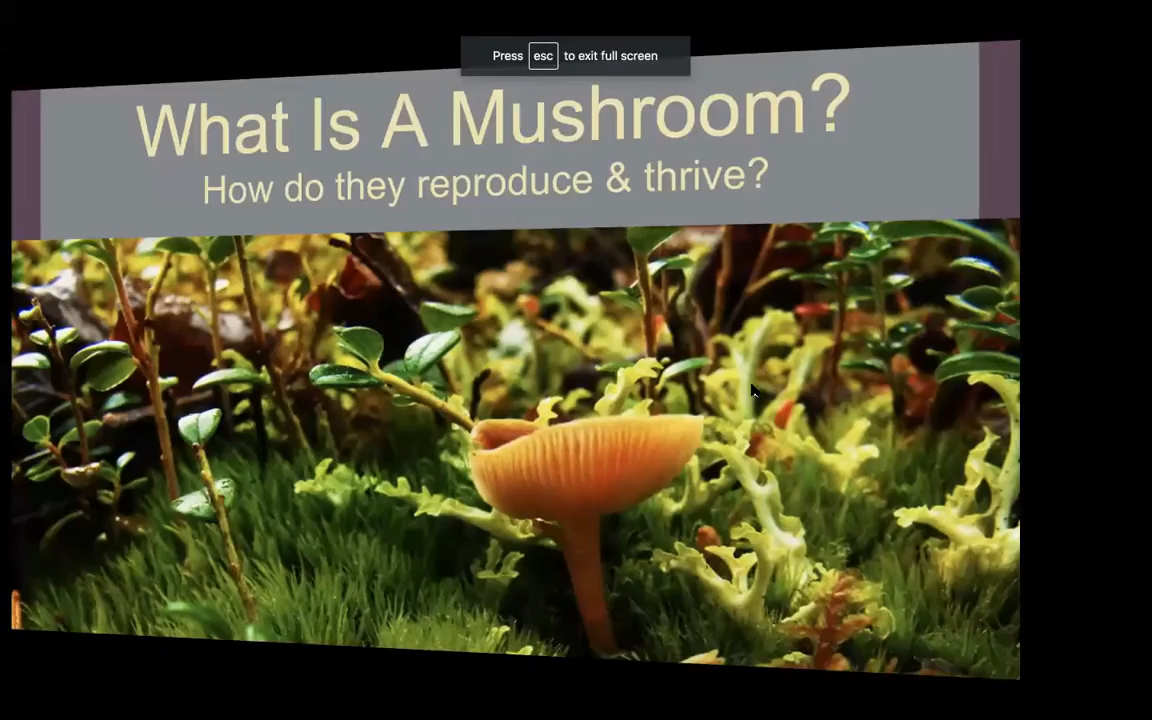 Press esc to exit full screen
What Is A Mushroom?
How do they reproduce & thrive?